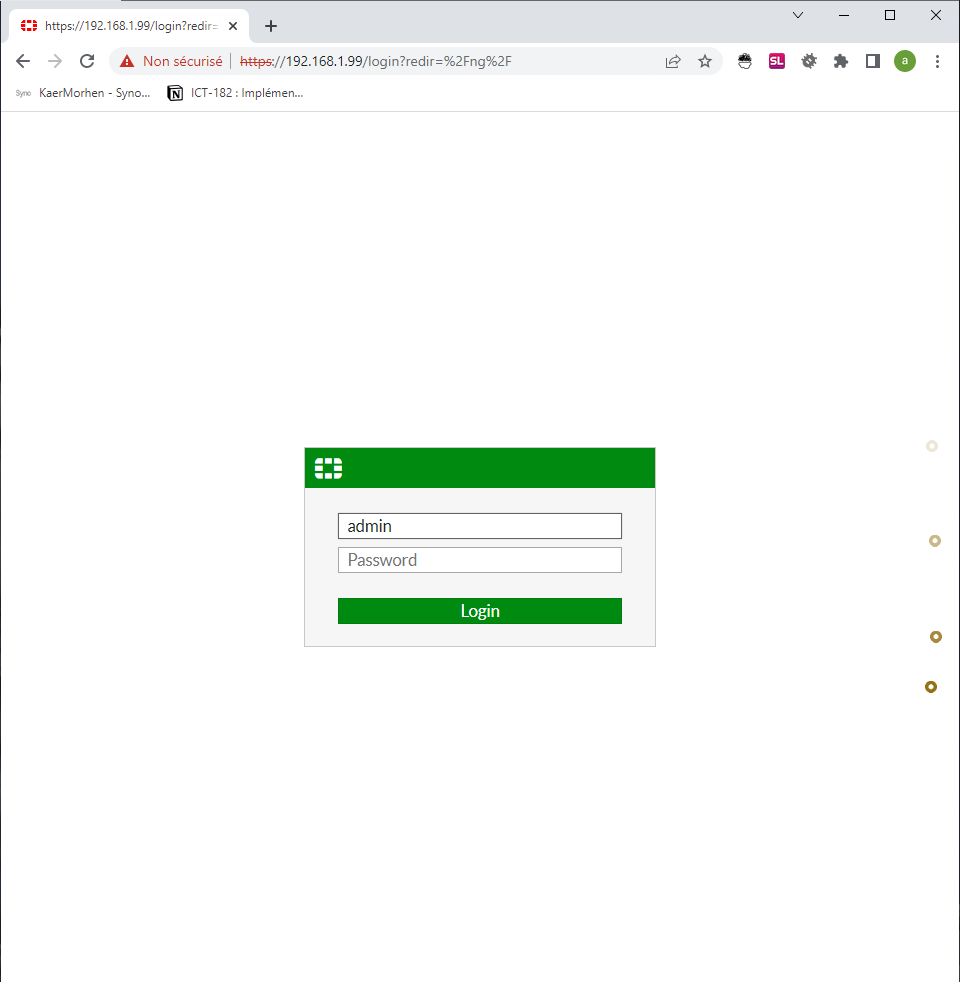 https://192.168.1.99/login?redir=
Non sécurisé https://192.168.1.99/login?redir=%2Fng%2F SL a
Sync KaerMorhen - Syno... N ICT-182 : Implémen...
admin
Password
Login